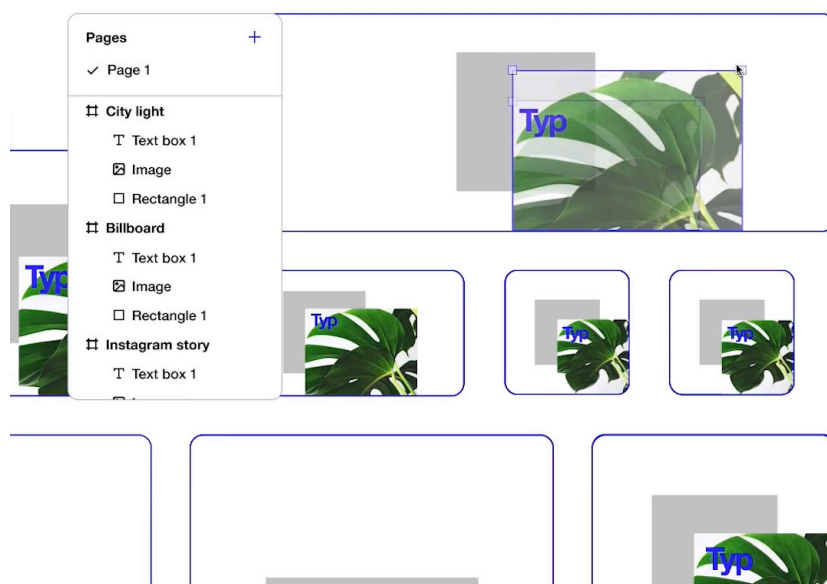 Pages
Page 1
City light
Text box 1
Image
Rectangle 1
Billboard
Text box 1
Image
Rectangle 1
Instagram story
Text box 1
Typ
Typ
Typ
Typ
Typ
Typ